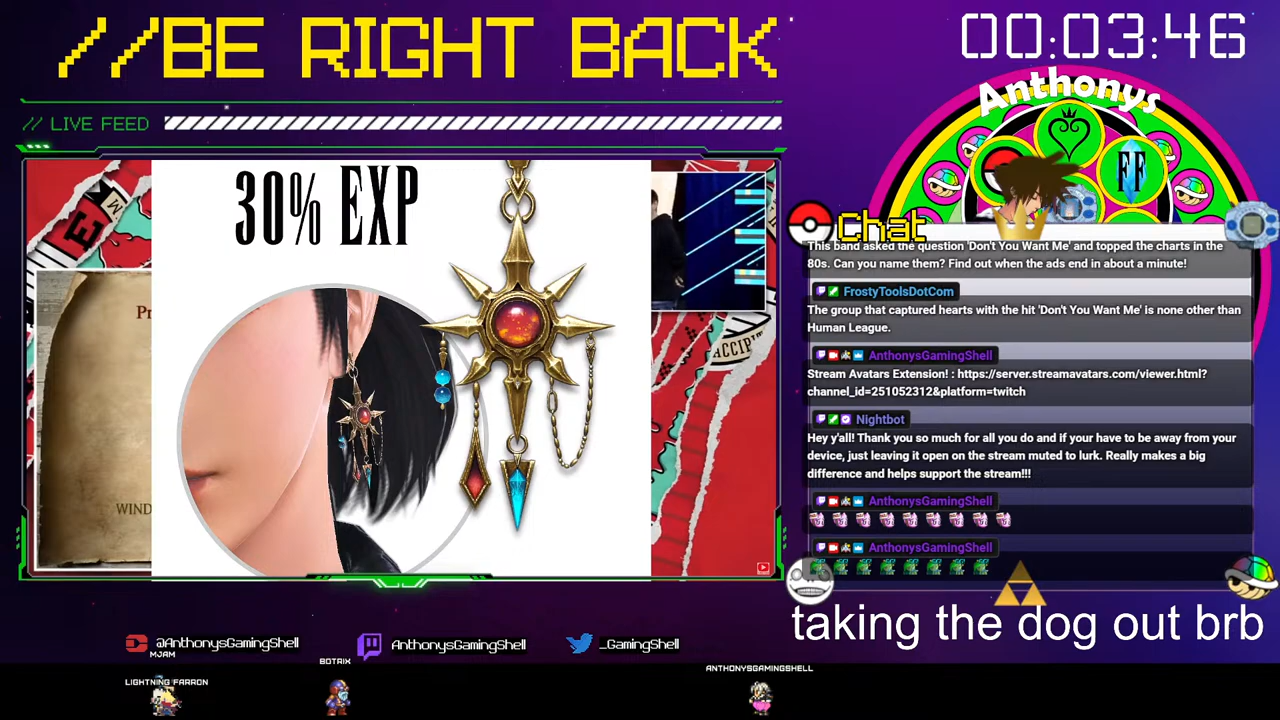 //BE RIGHT BACK
00:03:46
Anthonys
// LIVE FEED
30% EXP
FF
Chat
This band asked the question 'Don't You Want Me' and topped the charts in the
80s. Can you name them? Find out when the ads end in about a minute!
FrostyToolsDotCom
The group that captured hearts with the hit 'Don't You Want Me' is none other than
Human League.
AnthonysGamingShell
Stream Avatars Extension! : https://server.streamavatars.com/viewer.html?
channel_id=251052312&platform=twitch
Nightbot
Hey y'all! Thank you so much for all you do and if your have to be away from your
device, just leaving it open on the stream muted to lurk. Really makes a big
difference and helps support the stream!!!
AnthonysGamingShell
AnthonysGamingShell
E
M
Pr
WIND
ACCIP
taking the dog out brb
@AnthonysGamingShell
AnthonysGamingShell
_GamingShell
MJAM
BOTRIX
ANTHONYSGAMINGSHELL
LIGHTNING FARRON